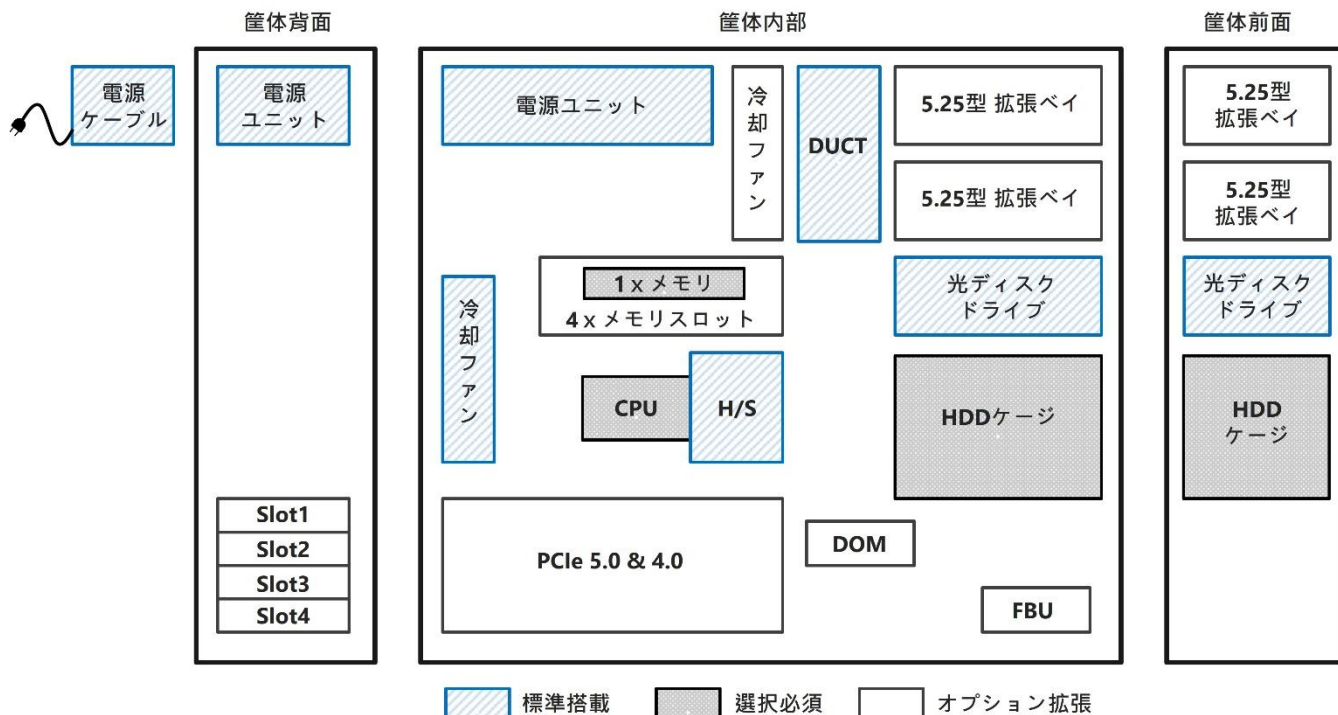 筐体背面
筐体内部
筐体前面
電源
ケーブル
電源
ユニット
Slot1
Slot2
Slot3
Slot4
電源ユニット
冷却ファン
DUCT
5.25型 拡張ベイ
5.25型 拡張ベイ
1 x メモリ
4 x メモリスロット
光ディスク
ドライブ
冷却ファン
CPU
H/S
HDDケージ
PCIe 5.0 & 4.0
DOM
FBU
5.25型
拡張ベイ
5.25型
拡張ベイ
光ディスク
ドライブ
HDD
ケージ
標準搭載
選択必須
オプション拡張